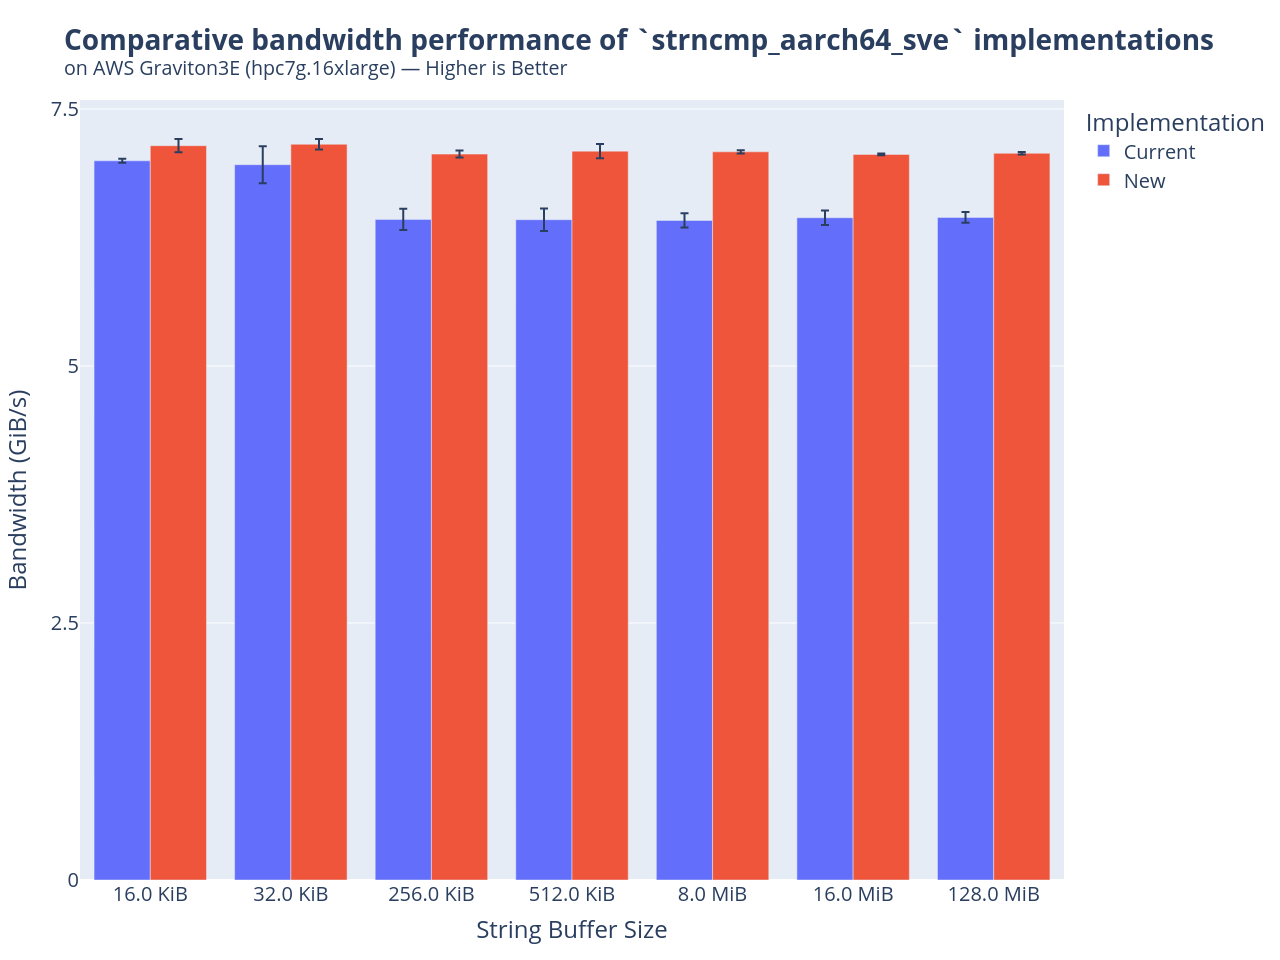 Comparative bandwidth performance of `strncmp_aarch64_sve` implementations
on AWS Graviton3E (hpc7g.16xlarge) — Higher is Better
Implementation
Current
New
Bandwidth (GiB/s)
7.5
5
2.5
0
16.0 KiB
32.0 KiB
256.0 KiB
512.0 KiB
8.0 MiB
16.0 MiB
128.0 MiB
String Buffer Size